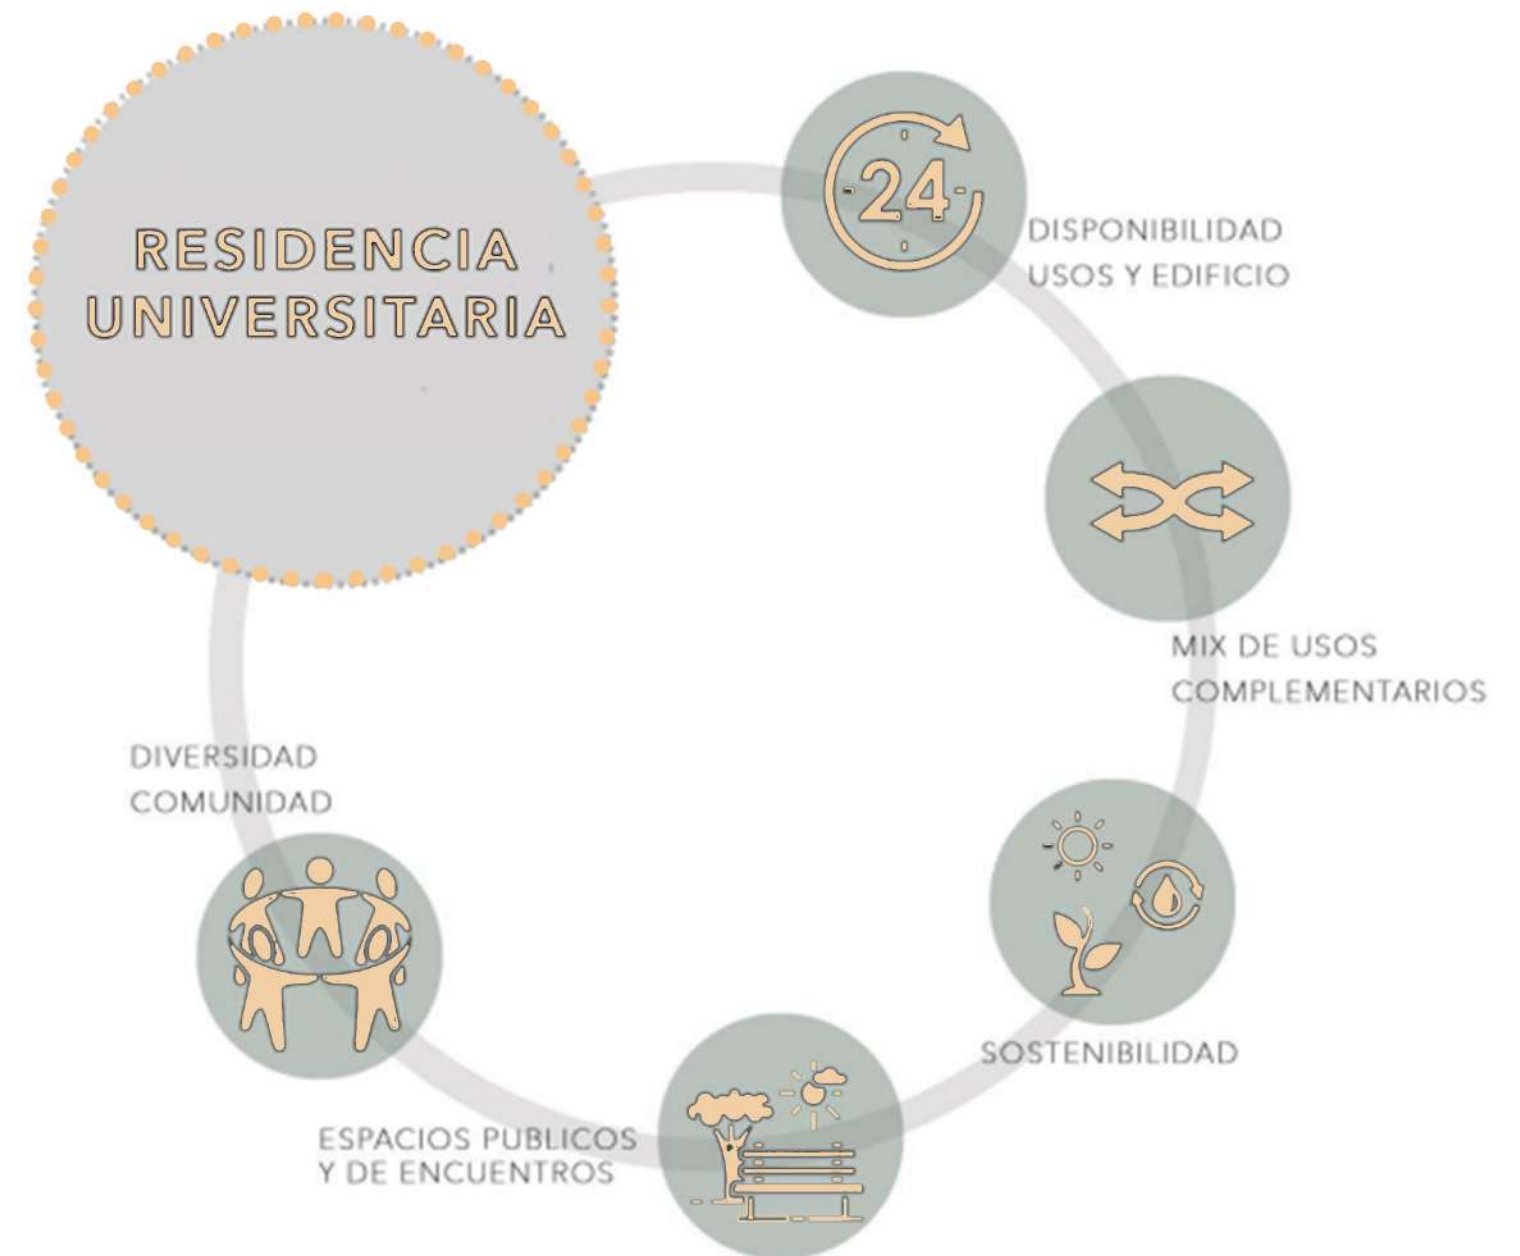 RESIDENCIA
UNIVERSITARIA
24
DISPONIBILIDAD
USOS Y EDIFICIO
MIX DE USOS
COMPLEMENTARIOS
SOSTENIBILIDAD
ESPACIOS PUBLICOS
Y DE ENCUENTROS
DIVERSIDAD
COMUNIDAD